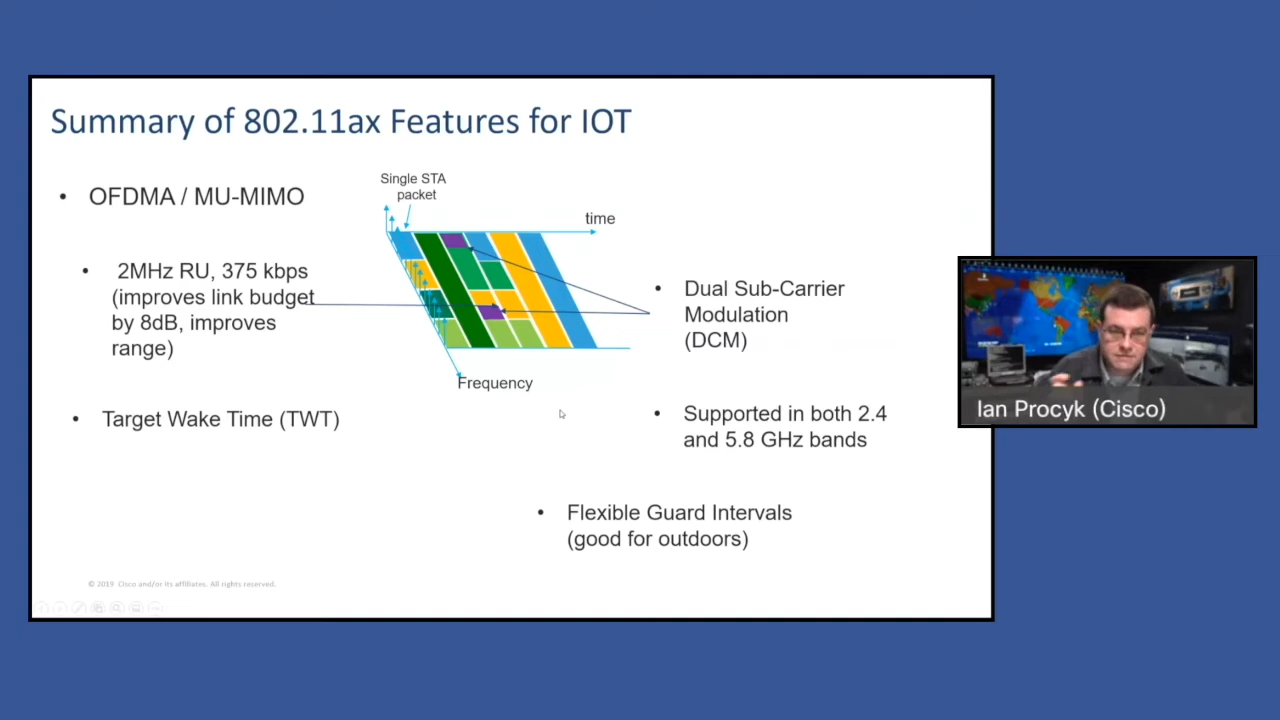 Summary of 802.11ax Features for IOT
• OFDMA / MU-MIMO
• 2MHz RU, 375 kbps
(improves link budget
by 8dB, improves
range)
• Target Wake Time (TWT)
Single STA
packet
time
Frequency
• Dual Sub-Carrier
Modulation
(DCM)
• Supported in both 2.4
and 5.8 GHz bands
• Flexible Guard Intervals
(good for outdoors)
© 2019 Cisco and/or its affiliates. All rights reserved.
Ian Procyk (Cisco)